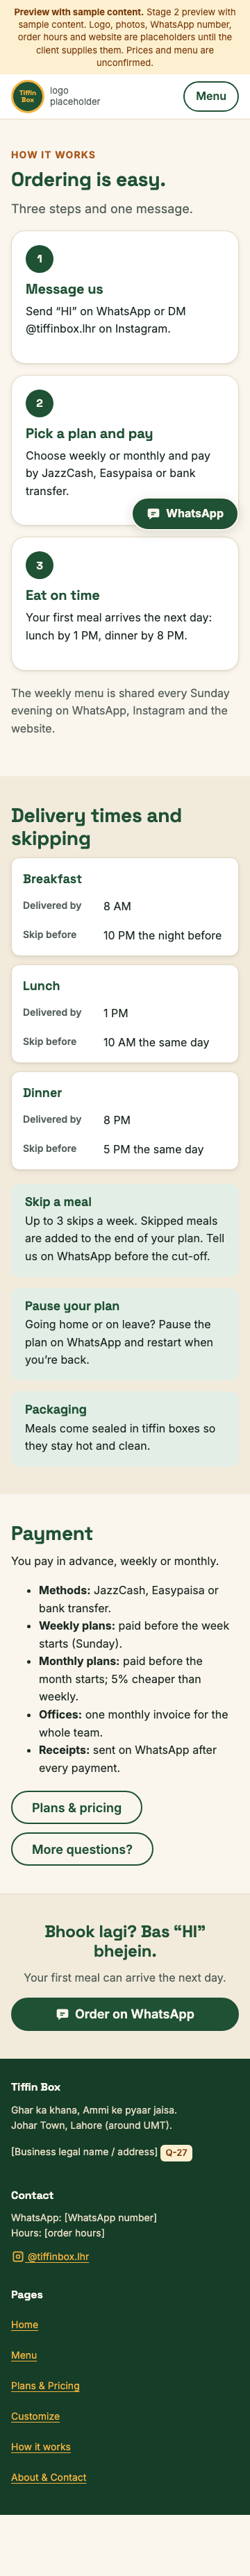 Preview with sample content. Stage 2 preview with
sample content. Logo, photos, WhatsApp number,
order hours and website are placeholders until the
client supplies them. Prices and menu are
unconfirmed.
Tiffin
Box
logo
placeholder
Menu
HOW IT WORKS
Ordering is easy.
Three steps and one message.
1
Message us
Send “HI” on WhatsApp or DM
@tiffinbox.lhr on Instagram.
2
Pick a plan and pay
Choose weekly or monthly and pay
by JazzCash, Easypaisa or bank
transfer.
WhatsApp
3
Eat on time
Your first meal arrives the next day:
lunch by 1 PM, dinner by 8 PM.
The weekly menu is shared every Sunday
evening on WhatsApp, Instagram and the
website.
Delivery times and
skipping
Breakfast
Delivered by 8 AM
Skip before 10 PM the night before
Lunch
Delivered by 1 PM
Skip before 10 AM the same day
Dinner
Delivered by 8 PM
Skip before 5 PM the same day
Skip a meal
Up to 3 skips a week. Skipped meals
are added to the end of your plan. Tell
us on WhatsApp before the cut-off.
Pause your plan
Going home or on leave? Pause the
plan on WhatsApp and restart when
you’re back.
Packaging
Meals come sealed in tiffin boxes so
they stay hot and clean.
Payment
You pay in advance, weekly or monthly.
• Methods: JazzCash, Easypaisa or
bank transfer.
• Weekly plans: paid before the week
starts (Sunday).
• Monthly plans: paid before the
month starts; 5% cheaper than
weekly.
• Offices: one monthly invoice for the
whole team.
• Receipts: sent on WhatsApp after
every payment.
Plans & pricing
More questions?
Bhook lagi? Bas “HI”
bhejein.
Your first meal can arrive the next day.
Order on WhatsApp
Tiffin Box
Ghar ka khana, Ammi ke pyaar jaisa.
Johar Town, Lahore (around UMT).
[Business legal name / address] Q-27
Contact
WhatsApp: [WhatsApp number]
Hours: [order hours]
@tiffinbox.lhr
Pages
Home
Menu
Plans & Pricing
Customize
How it works
About & Contact